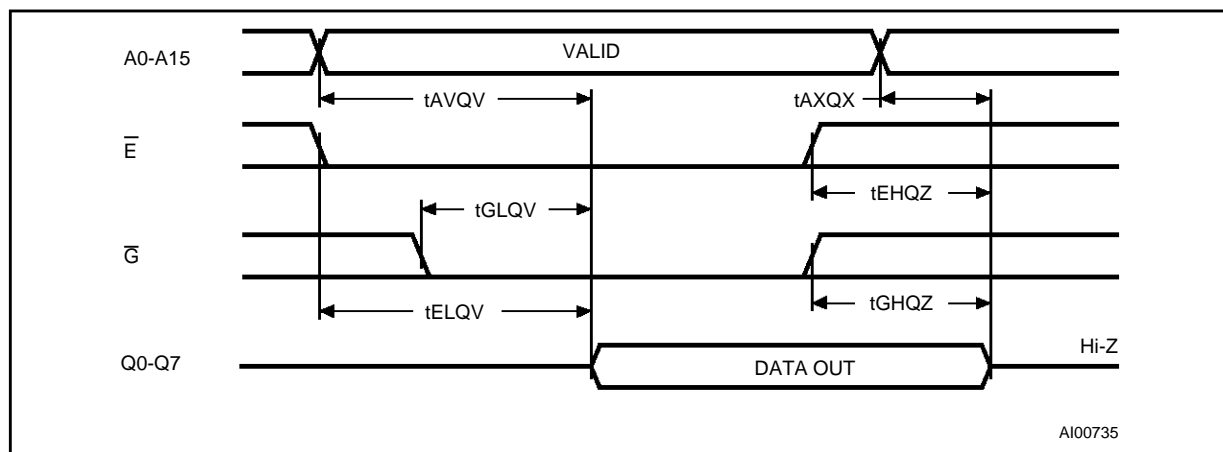 A0-A15
VALID
tAVQV
tAXQX
E̅
tEHQZ
tGLQV
G̅
tGHQZ
tELQV
Q0-Q7
DATA OUT
Hi-Z
AI00735